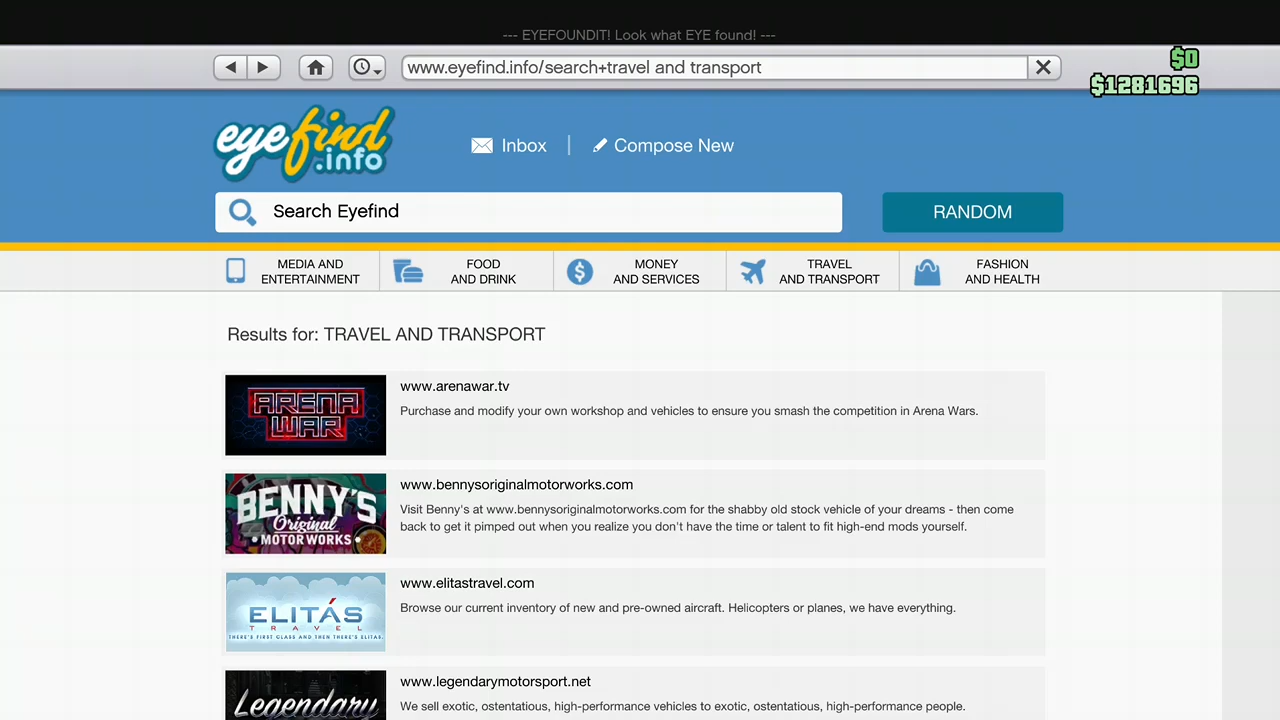 --- EYEFOUNDIT! Look what EYE found! ---
www.eyefind.info/search+travel and transport
$0
$1281696
eyefind
.info
Inbox
Compose New
Search Eyefind
RANDOM
MEDIA AND
ENTERTAINMENT
FOOD
AND DRINK
MONEY
AND SERVICES
TRAVEL
AND TRANSPORT
FASHION
AND HEALTH
Results for: TRAVEL AND TRANSPORT
ARENA
WAR
www.arenawar.tv
Purchase and modify your own workshop and vehicles to ensure you smash the competition in Arena Wars.
BENNY'S
Original
MOTOR WORKS
www.bennysoriginalmotorworks.com
Visit Benny's at www.bennysoriginalmotorworks.com for the shabby old stock vehicle of your dreams - then come
back to get it pimped out when you realize you don't have the time or talent to fit high-end mods yourself.
ELITÁS
TRAVEL
THERE'S FIRST CLASS AND THEN THERE'S ELITAS.
www.elitastravel.com
Browse our current inventory of new and pre-owned aircraft. Helicopters or planes, we have everything.
Legendary
www.legendarymotorsport.net
We sell exotic, ostentatious, high-performance vehicles to exotic, ostentatious, high-performance people.